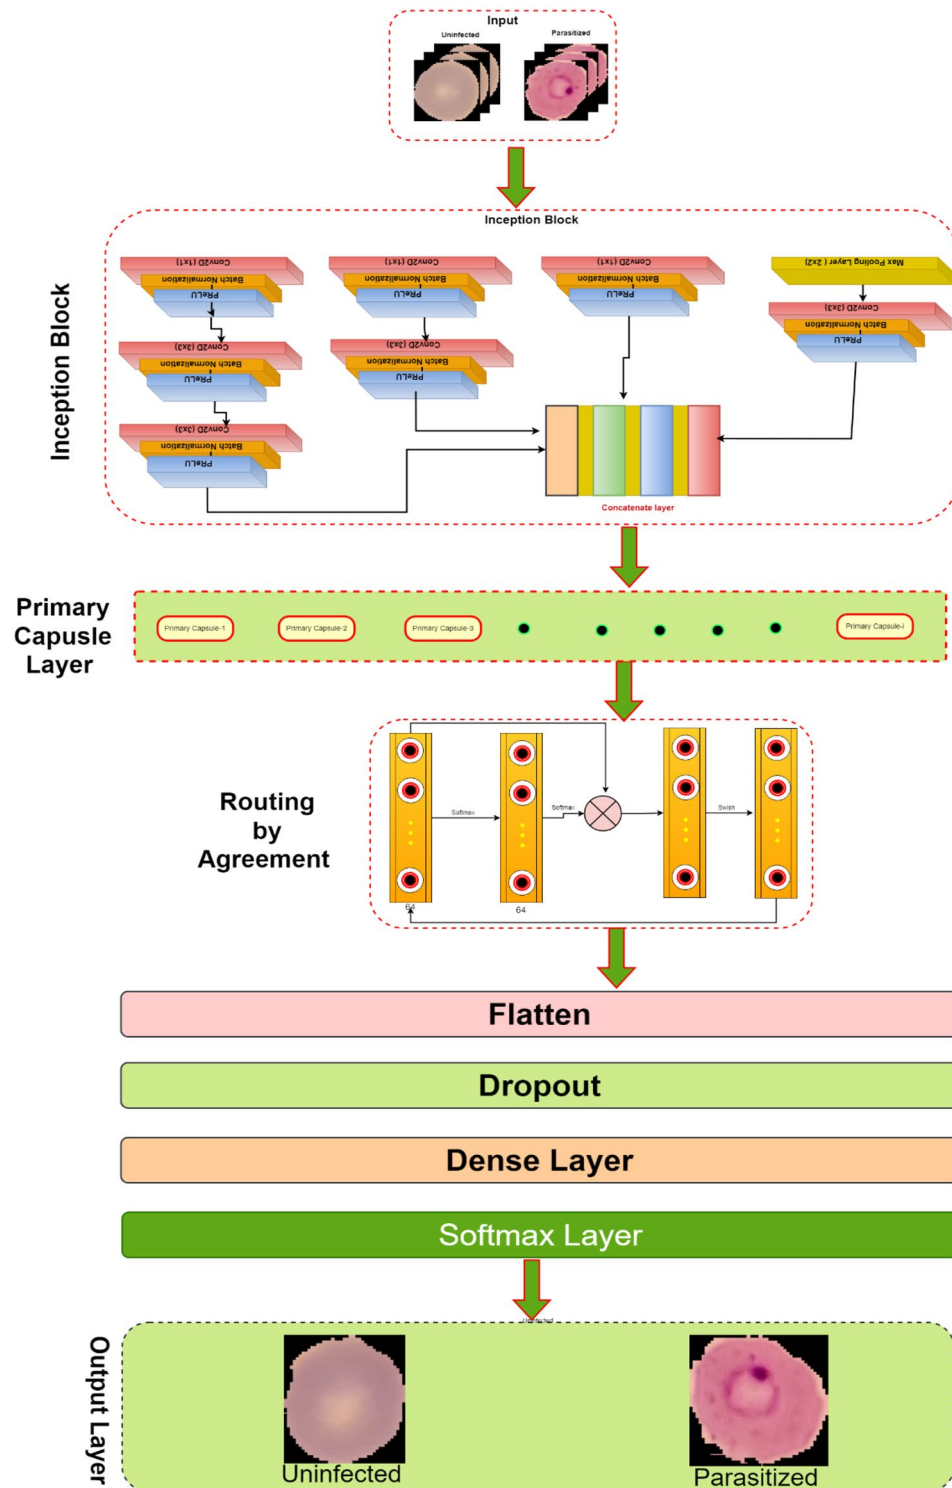 Input
Uninfected
Parasitized
Inception Block
Inception Block
Conv2D (1x1)
Batch Normalization
PReLU
Conv2D (3x3)
Batch Normalization
PReLU
Conv2D (3x3)
Batch Normalization
PReLU
Conv2D (1x1)
Batch Normalization
PReLU
Conv2D (3x3)
Batch Normalization
PReLU
Conv2D (1x1)
Batch Normalization
PReLU
Max Pooling Layer ( 2x2)
Conv2D (3x3)
Batch Normalization
PReLU
Concatenate layer
Primary
Capusle
Layer
Primary Capsule-1
Primary Capsule-2
Primary Capsule-3
Primary Capsule-i
Routing
by
Agreement
Softmax
Softmax
Swish
64
64
Flatten
Dropout
Dense Layer
Softmax Layer
Uninfected
Output Layer
Uninfected
Parasitized